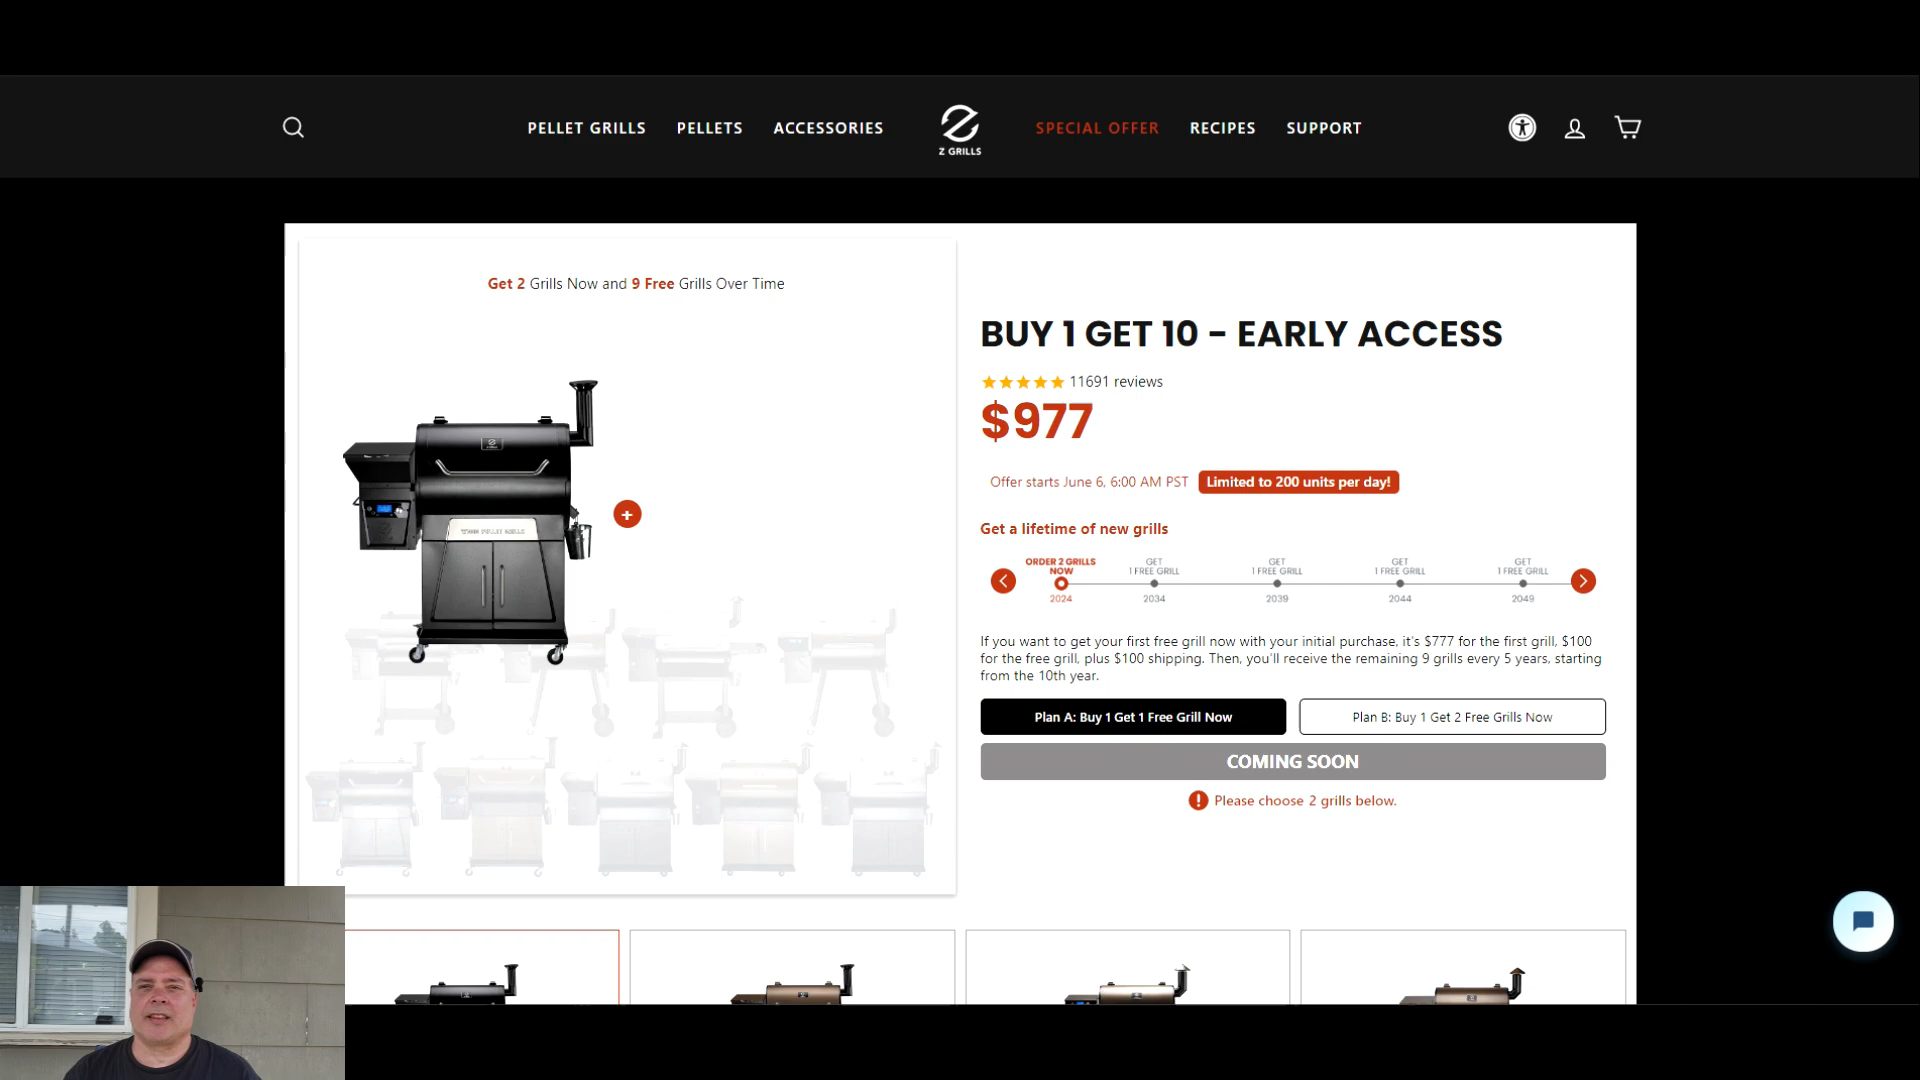 PELLET GRILLS PELLETS ACCESSORIES Z GRILLS SPECIAL OFFER RECIPES SUPPORT
Get 2 Grills Now and 9 Free Grills Over Time
BUY 1 GET 10 - EARLY ACCESS
11691 reviews
$977
Offer starts June 6, 6:00 AM PST Limited to 200 units per day!
Get a lifetime of new grills
ORDER 2 GRILLS
NOW
2024
GET
1 FREE GRILL
2034
GET
1 FREE GRILL
2039
GET
1 FREE GRILL
2044
GET
1 FREE GRILL
2049
If you want to get your first free grill now with your initial purchase, it's $777 for the first grill, $100
for the free grill, plus $100 shipping. Then, you'll receive the remaining 9 grills every 5 years, starting
from the 10th year.
Plan A: Buy 1 Get 1 Free Grill Now
Plan B: Buy 1 Get 2 Free Grills Now
COMING SOON
Please choose 2 grills below.